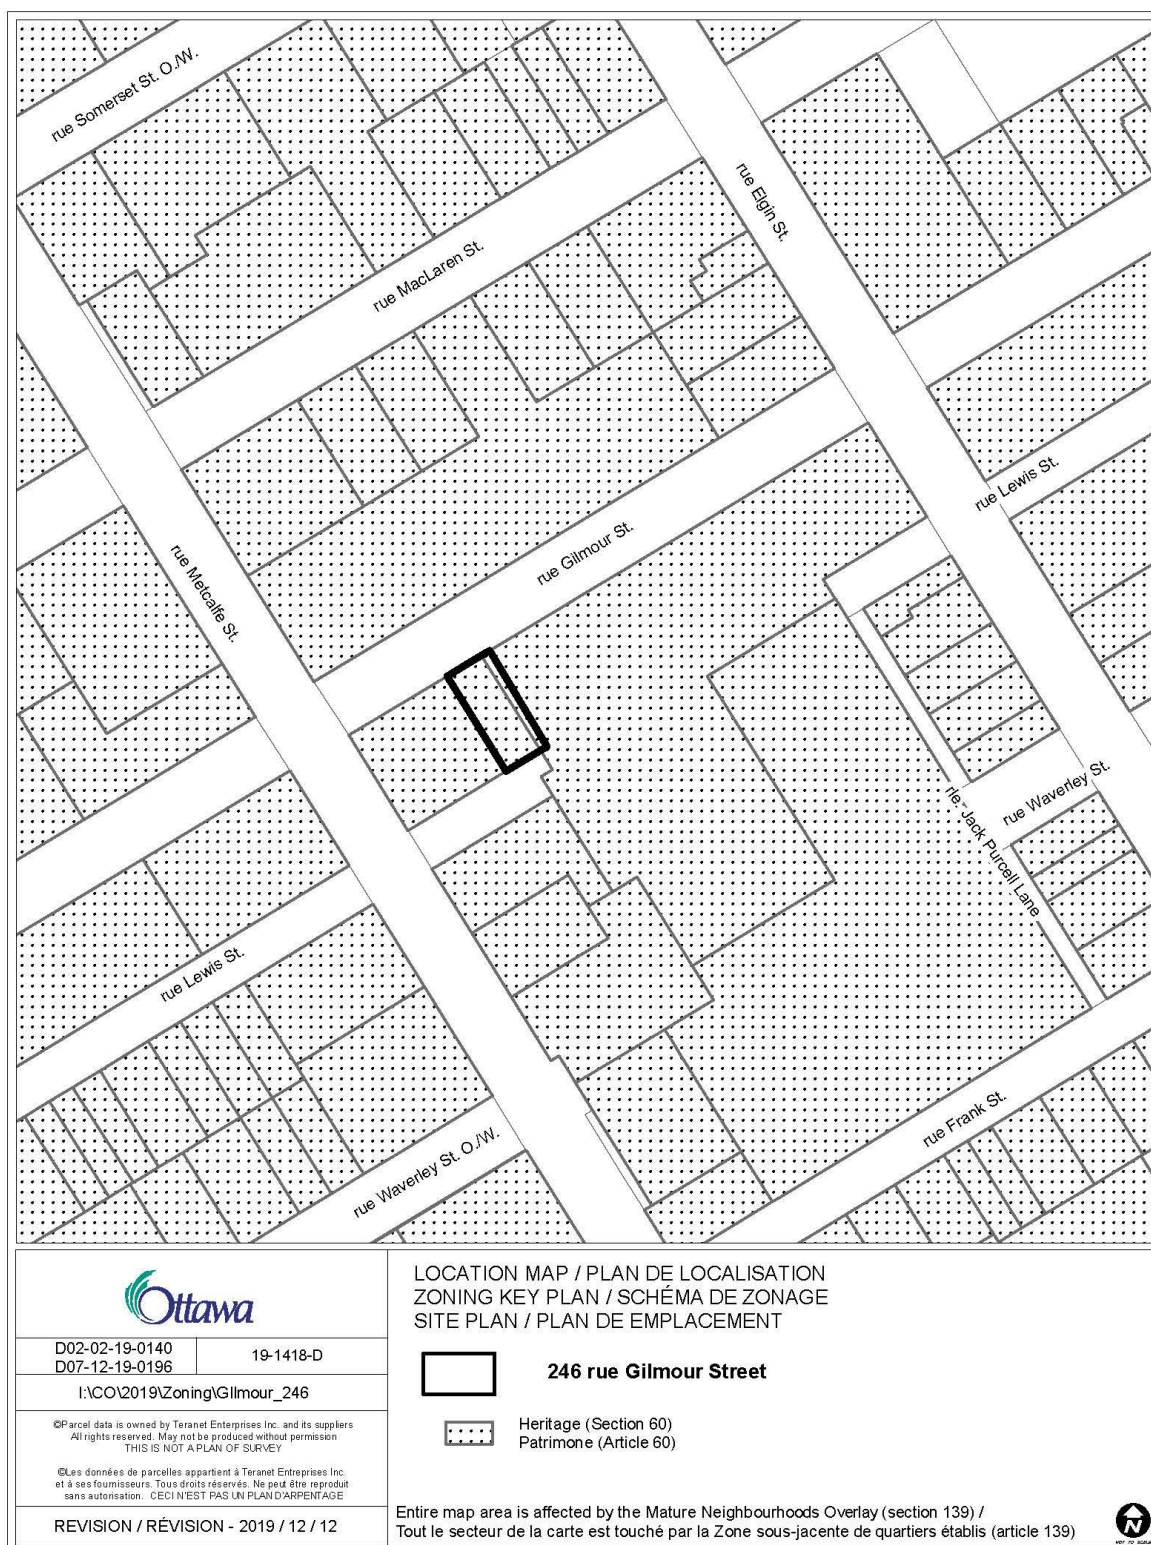 rue Somerset St. O./W.
rue Elgin St.
rue MacLaren St.
rue Lewis St.
rue Gilmour St.
rue Metcalfe St.
rue Waverley St.
rle. Jack Purcell Lane
rue Lewis St.
rue Frank St.
rue Waverley St. O./W.
Ottawa
D02-02-19-0140
D07-12-19-0196
19-1418-D
I:\CO\2019\Zoning\GIlmour_246
©Parcel data is owned by Teranet Enterprises Inc. and its suppliers
All rights reserved. May not be produced without permission
THIS IS NOT A PLAN OF SURVEY
©Les données de parcelles appartient à Teranet Entreprises Inc.
et à ses fournisseurs. Tous droits réservés. Ne peut être reproduit
sans autorisation. CECI N'EST PAS UN PLAN D'ARPENTAGE
REVISION / RÉVISION - 2019 / 12 / 12
LOCATION MAP / PLAN DE LOCALISATION
ZONING KEY PLAN / SCHÉMA DE ZONAGE
SITE PLAN / PLAN DE EMPLACEMENT
246 rue Gilmour Street
Heritage (Section 60)
Patrimone (Article 60)
Entire map area is affected by the Mature Neighbourhoods Overlay (section 139) /
Tout le secteur de la carte est touché par la Zone sous-jacente de quartiers établis (article 139)
N
NOT TO SCALE